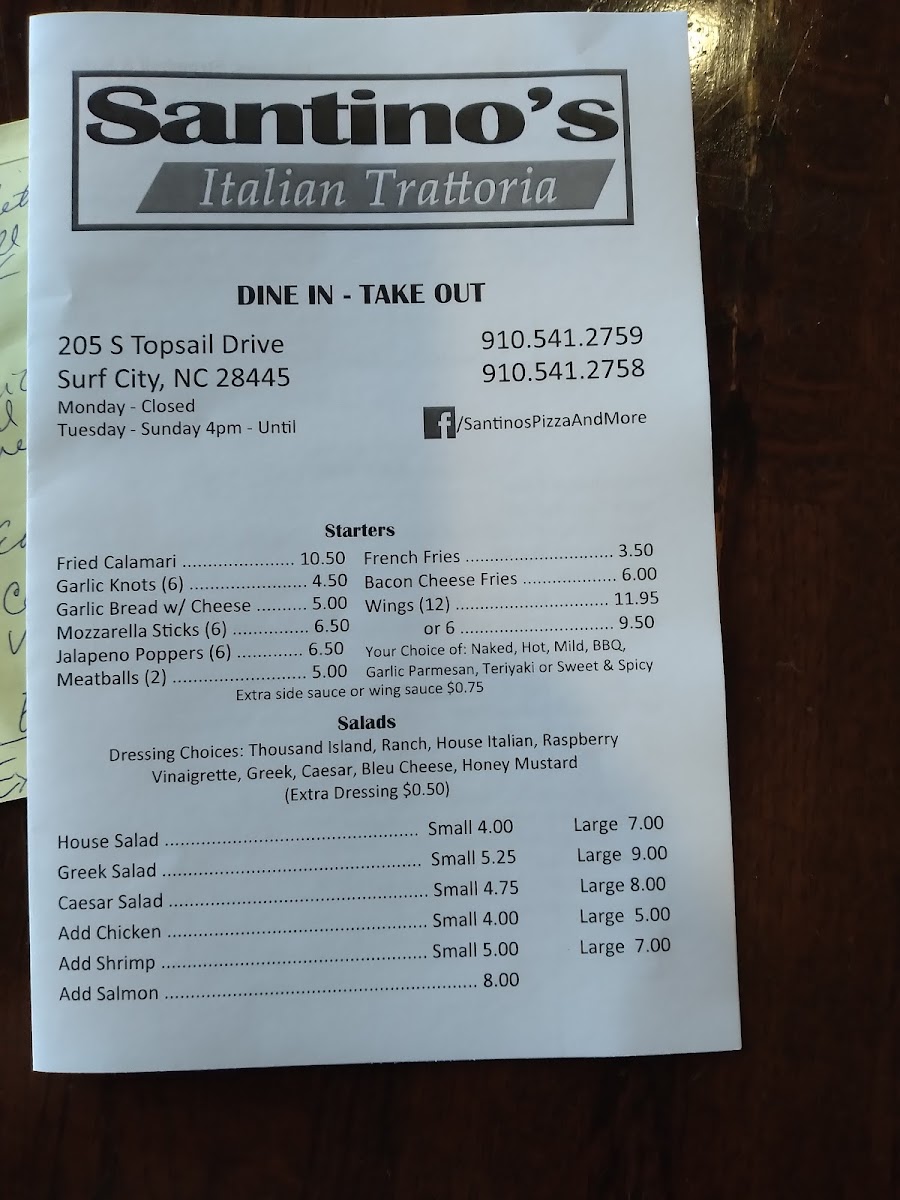 Santino's
Italian Trattoria
DINE IN - TAKE OUT
205 S Topsail Drive
Surf City, NC 28445
Monday - Closed
Tuesday - Sunday 4pm - Until
910.541.2759
910.541.2758
f/SantinosPizzaAndMore
Starters
Fried Calamari ...................... 10.50
Garlic Knots (6) ....................... 4.50
Garlic Bread w/ Cheese .......... 5.00
Mozzarella Sticks (6) ............... 6.50
Jalapeno Poppers (6) ............. 6.50
Meatballs (2) .......................... 5.00
French Fries ............................. 3.50
Bacon Cheese Fries .................. 6.00
Wings (12) .............................. 11.95
or 6 .............................. 9.50
Your Choice of: Naked, Hot, Mild, BBQ,
Garlic Parmesan, Teriyaki or Sweet & Spicy
Extra side sauce or wing sauce $0.75
Salads
Dressing Choices: Thousand Island, Ranch, House Italian, Raspberry
Vinaigrette, Greek, Caesar, Bleu Cheese, Honey Mustard
(Extra Dressing $0.50)
House Salad ................................................. Small 4.00 Large 7.00
Greek Salad .................................................. Small 5.25 Large 9.00
Caesar Salad ................................................. Small 4.75 Large 8.00
Add Chicken ................................................. Small 4.00 Large 5.00
Add Shrimp ................................................... Small 5.00 Large 7.00
Add Salmon ............................................................ 8.00